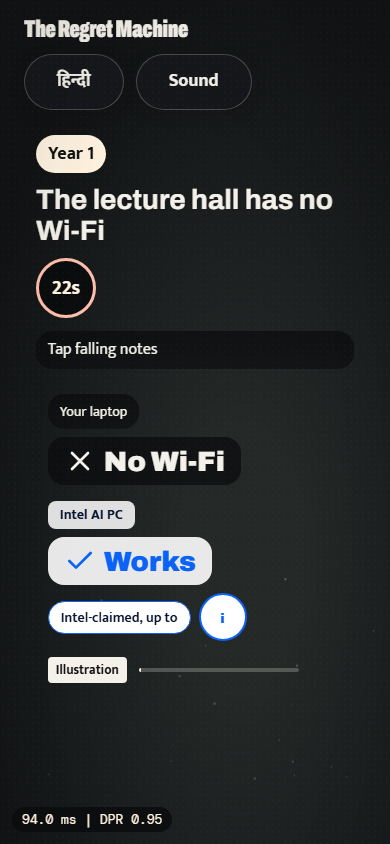 The Regret Machine
हिन्दी
Sound
Year 1
The lecture hall has no
Wi-Fi
22s
Tap falling notes
Your laptop
No Wi-Fi
Intel AI PC
Works
Intel-claimed, up to
i
Illustration
94.0 ms | DPR 0.95